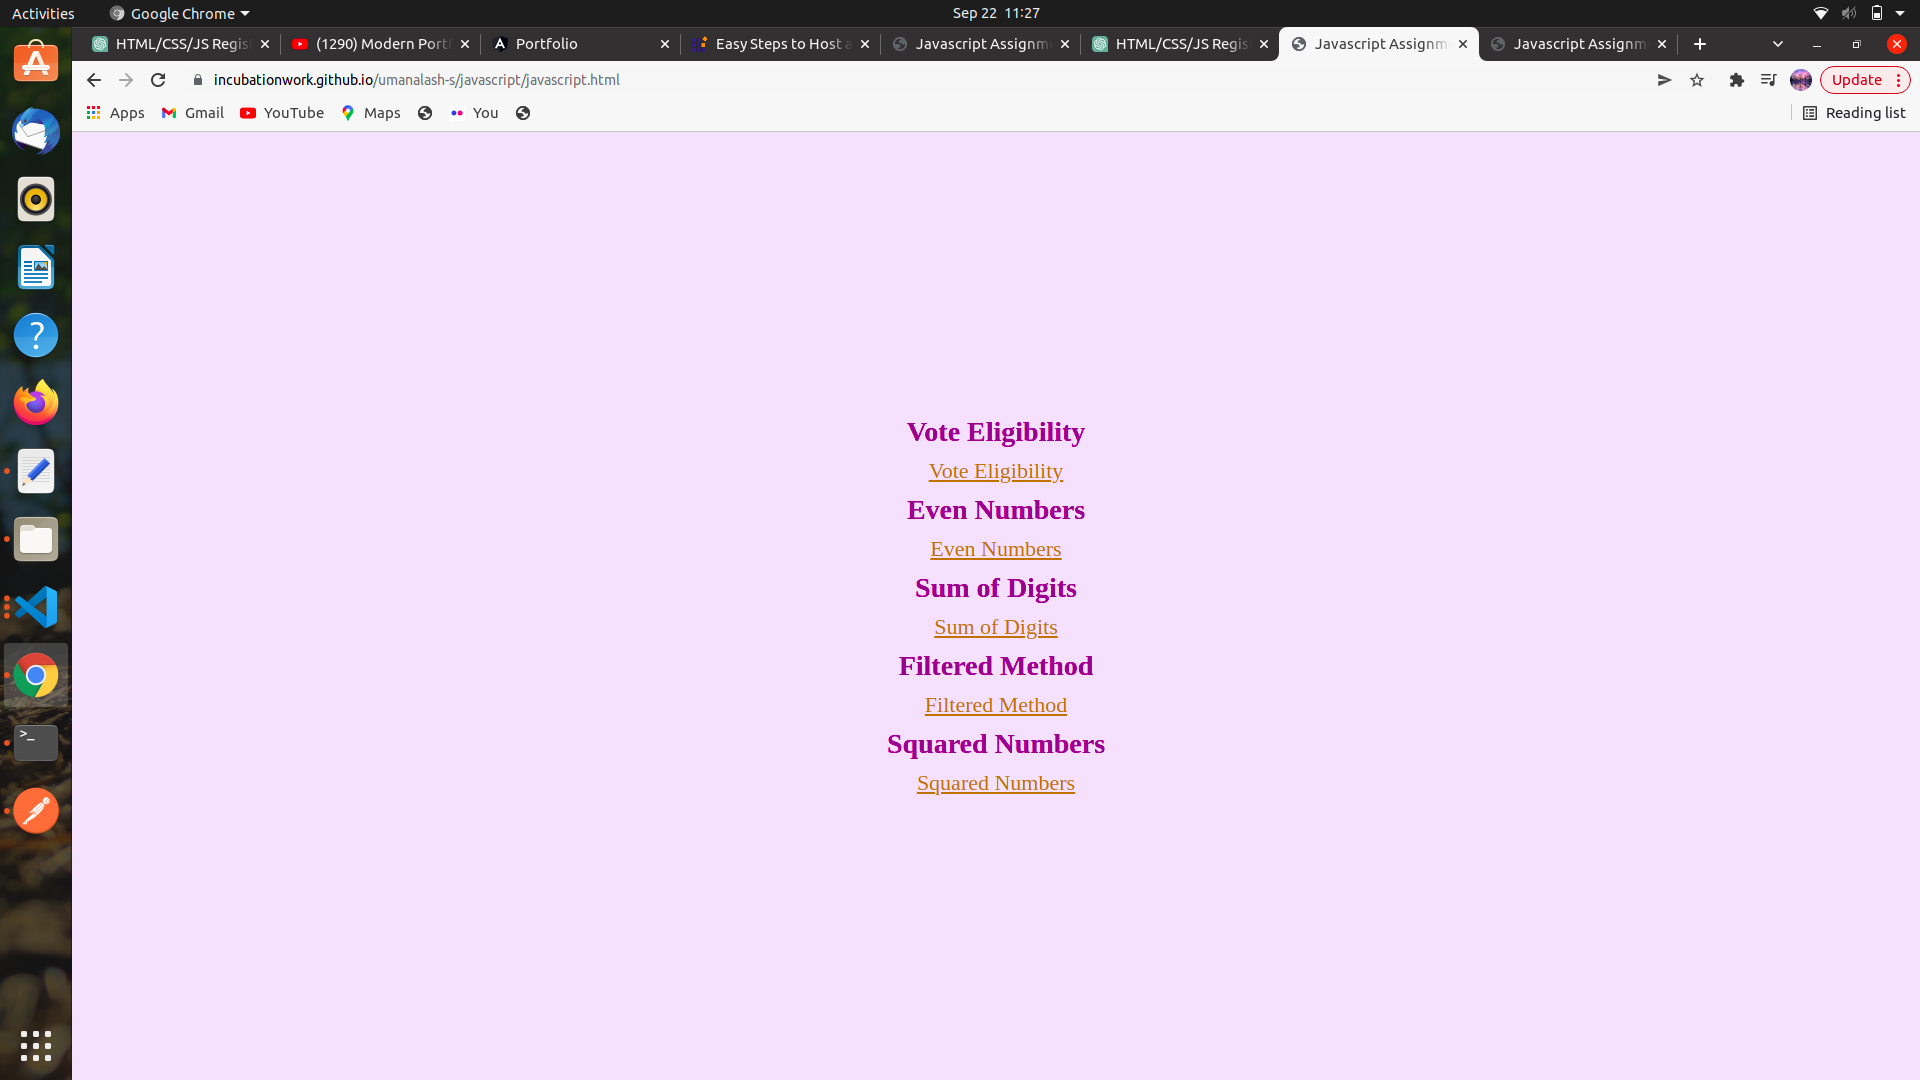 Activities
Google Chrome
Sep 22 11:27
HTML/CSS/JS Regis
(1290) Modern Portf
Portfolio
Easy Steps to Host a
Javascript Assignm
HTML/CSS/JS Regis
Javascript Assignm
Javascript Assignm
incubationwork.github.io/umanalash-s/javascript/javascript.html
Update
Apps
Gmail
YouTube
Maps
You
Reading list
Vote Eligibility
Vote Eligibility
Even Numbers
Even Numbers
Sum of Digits
Sum of Digits
Filtered Method
Filtered Method
Squared Numbers
Squared Numbers